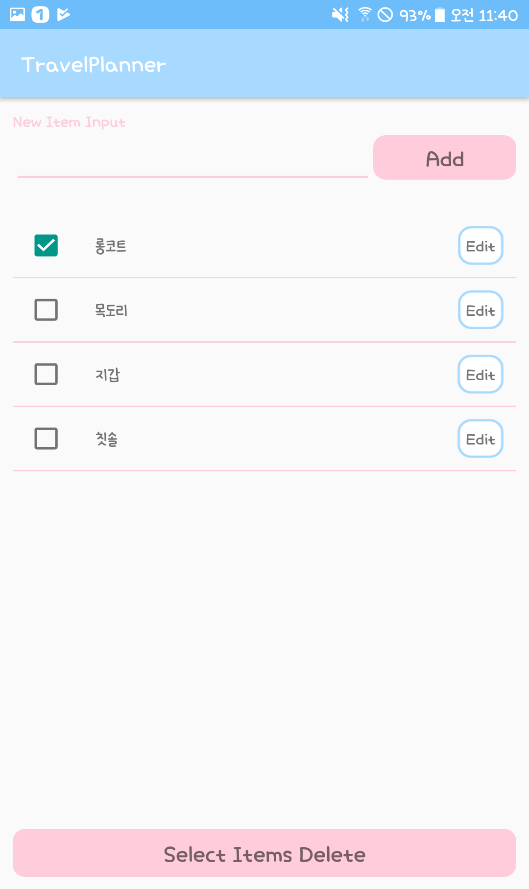 1 93% 오전 11:40
TravelPlanner
New Item Input
Add
롱코트 Edit
목도리 Edit
지갑 Edit
칫솔 Edit
Select Items Delete